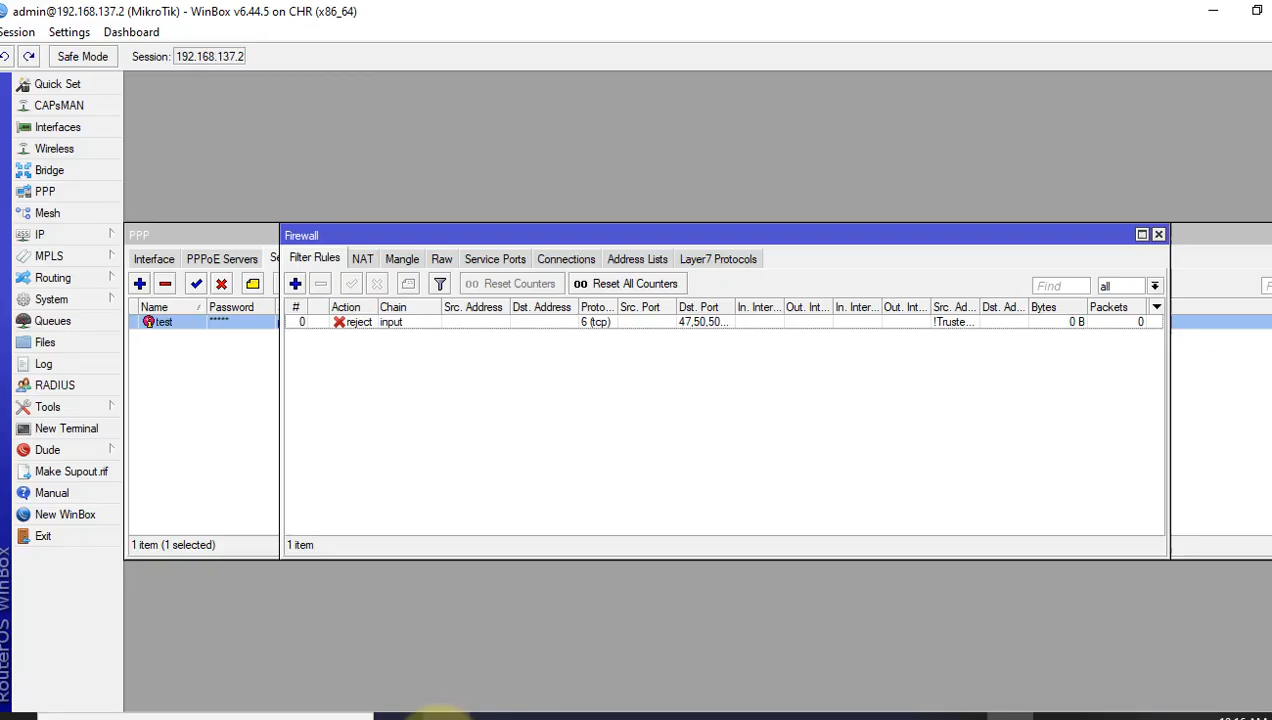 admin@192.168.137.2 (MikroTik) - WinBox v6.44.5 on CHR (x86_64)
Session Settings Dashboard
Safe Mode Session: 192.168.137.2
Quick Set
CAPsMAN
Interfaces
Wireless
Bridge
PPP
Mesh
IP
MPLS
Routing
System
Queues
Files
Log
RADIUS
Tools
New Terminal
Dude
Make Supout.rif
Manual
New WinBox
Exit
RouterOS WinBox
PPP
Interface PPPoE Servers Se
Name Password
test *****
1 item (1 selected)
Firewall
Filter Rules NAT Mangle Raw Service Ports Connections Address Lists Layer7 Protocols
00 Reset Counters 00 Reset All Counters Find all
# Action Chain Src. Address Dst. Address Proto... Src. Port Dst. Port In. Inter... Out. Int... In. Inter... Out. Int... Src. Ad... Dst. Ad... Bytes Packets
0 reject input 6 (tcp) 47,50,50... !Truste... 0 B 0
1 item